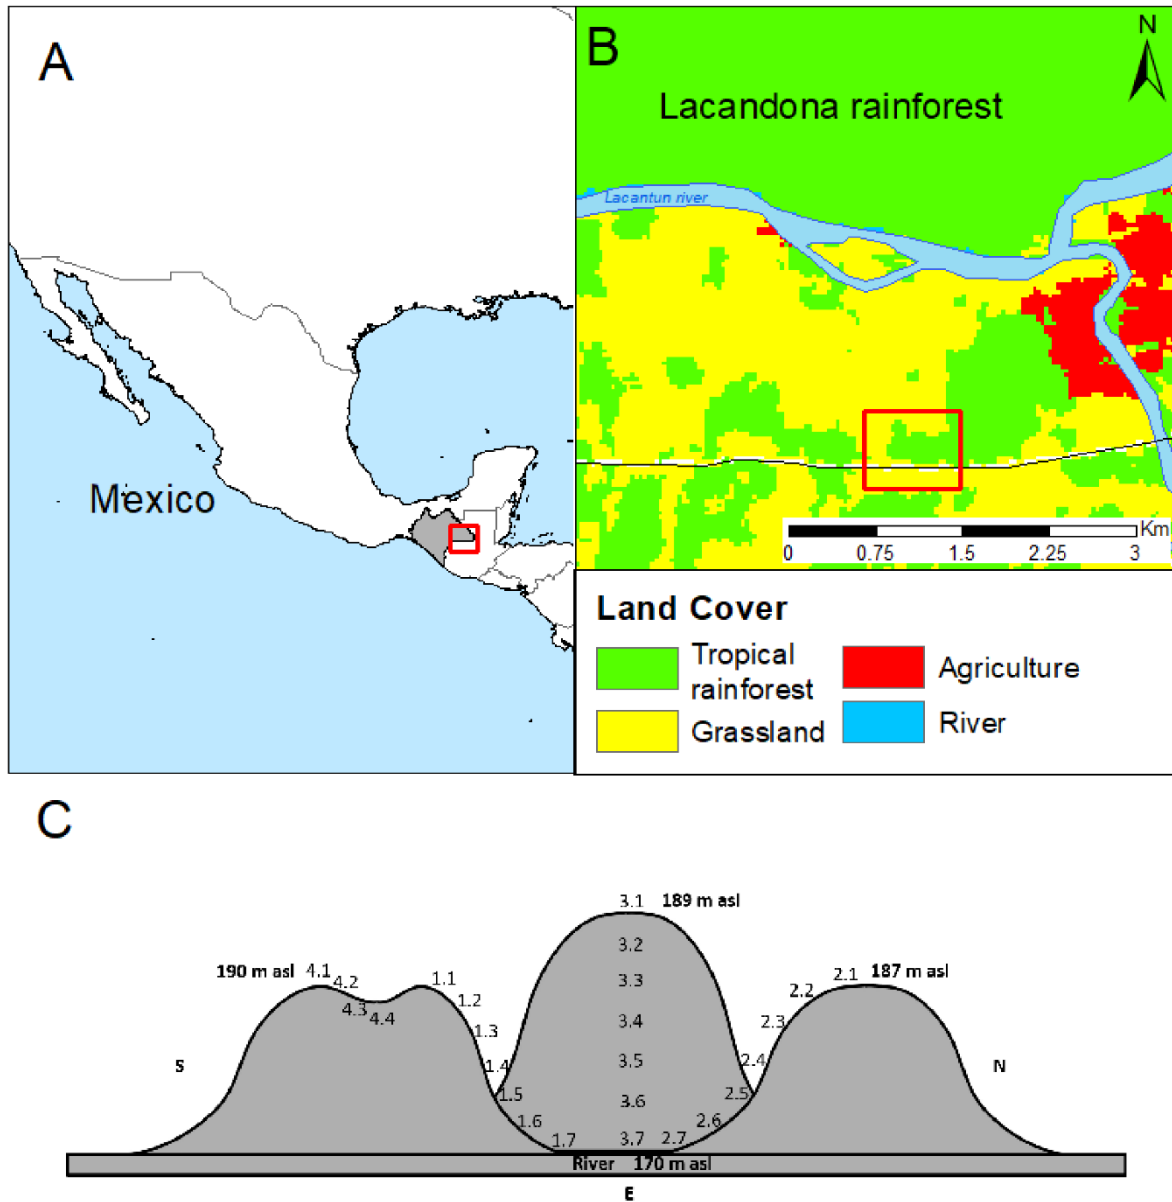 A
Mexico
B
N
Lacandona rainforest
Lacantun river
Km
0 0.75 1.5 2.25 3
Land Cover
Tropical
rainforest
Grassland
Agriculture
River
C
3.1 189 m asl
3.2
3.3
3.4
3.5
3.6
3.7
190 m asl 4.1
4.2
4.3
4.4
1.1
1.2
1.3
1.4
1.5
1.6
1.7
2.1 187 m asl
2.2
2.3
2.4
2.5
2.6
2.7
S
N
River 170 m asl
E